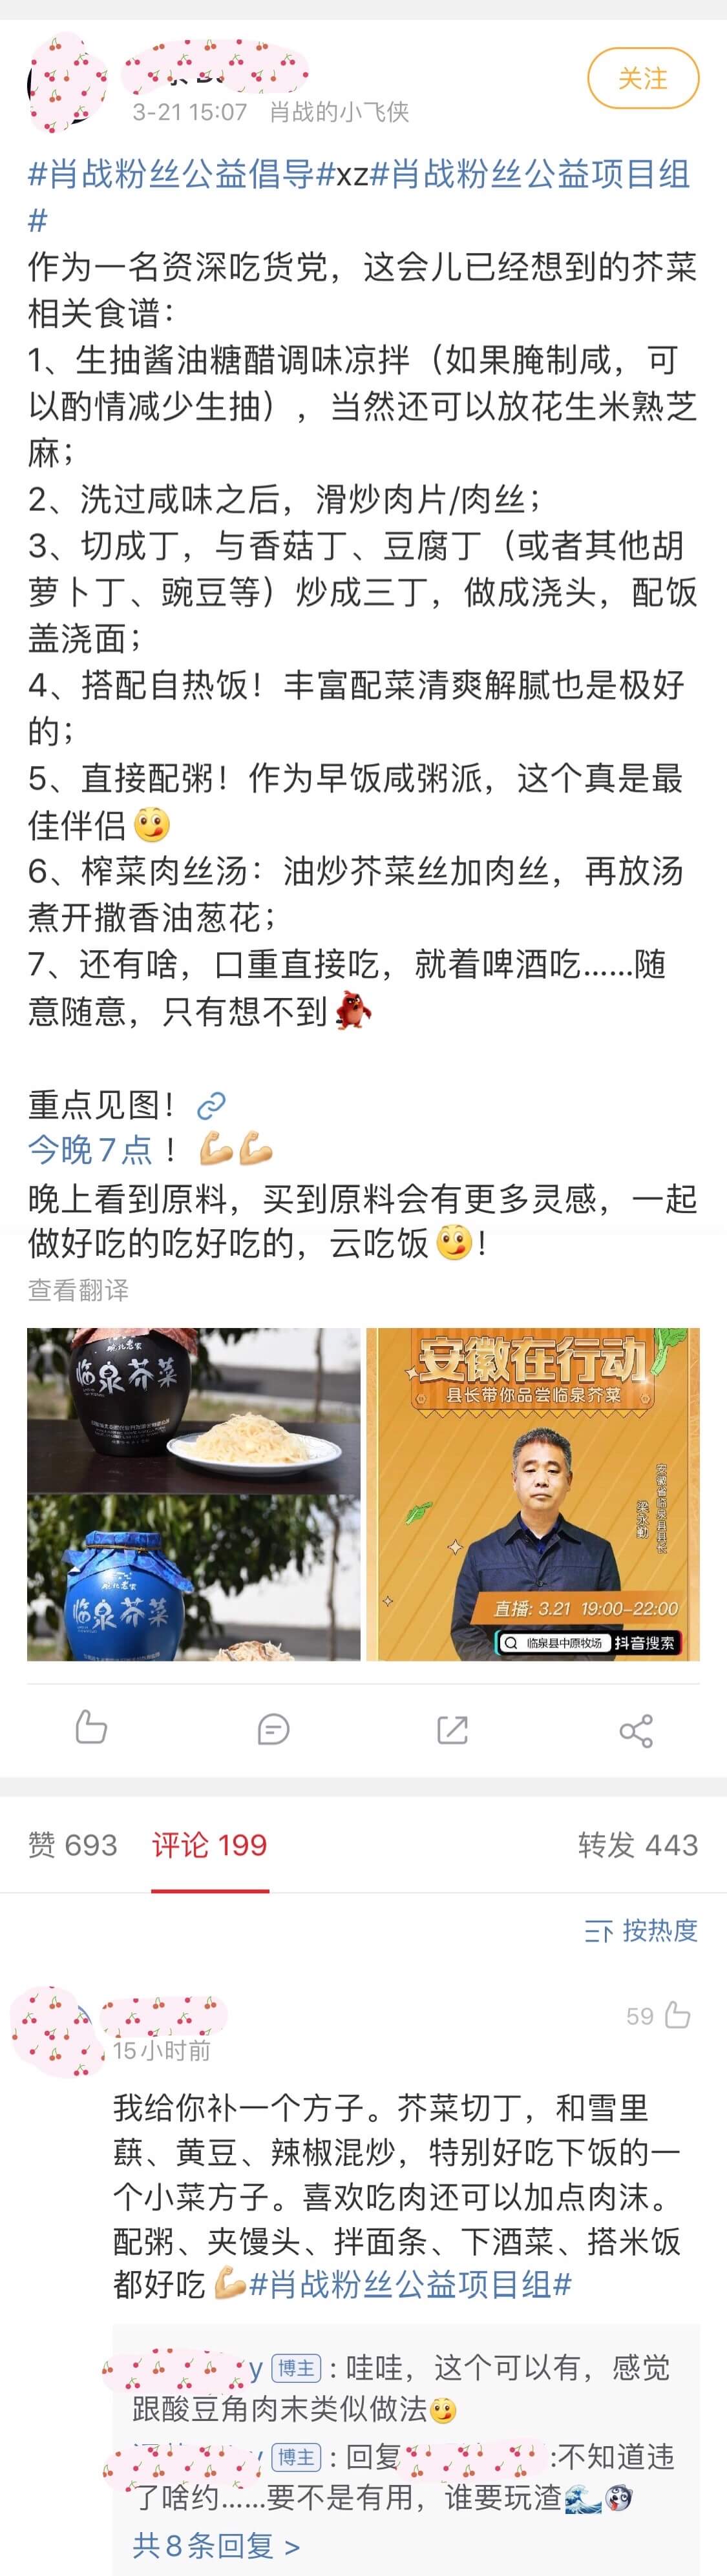 3-21 15:07 肖战的小飞侠
关注
#肖战粉丝公益倡导#xz#肖战粉丝公益项目组
#
作为一名资深吃货党，这会儿已经想到的芥菜
相关食谱：
1、生抽酱油糖醋调味凉拌（如果腌制咸，可
以酌情减少生抽），当然还可以放花生米熟芝
麻；
2、洗过咸味之后，滑炒肉片/肉丝；
3、切成丁，与香菇丁、豆腐丁（或者其他胡
萝卜丁、豌豆等）炒成三丁，做成浇头，配饭
盖浇面；
4、搭配自热饭！丰富配菜清爽解腻也是极好
的；
5、直接配粥！作为早饭咸粥派，这个真是最
佳伴侣😋
6、榨菜肉丝汤：油炒芥菜丝加肉丝，再放汤
煮开撒香油葱花；
7、还有啥，口重直接吃，就着啤酒吃……随
意随意，只有想不到
重点见图！
今晚7点！💪💪
晚上看到原料，买到原料会有更多灵感，一起
做好吃的吃好吃的，云吃饭😋！
查看翻译
临泉芥菜
临泉芥菜
安徽在行动
县长带你品尝临泉芥菜
安徽省临泉县县长
梁永勤
直播: 3.21 19:00-22:00
临泉县中原牧场 抖音搜索
赞 693 评论 199 转发 443
按热度
59
15小时前
我给你补一个方子。芥菜切丁，和雪里
蕻、黄豆、辣椒混炒，特别好吃下饭的一
个小菜方子。喜欢吃肉还可以加点肉沫。
配粥、夹馒头、拌面条、下酒菜、搭米饭
都好吃💪#肖战粉丝公益项目组#
y 博主：哇哇，这个可以有，感觉
跟酸豆角肉末类似做法😋
博主：回复:不知道违
了啥约……要不是有用，谁要玩渣🌊
共8条回复 >